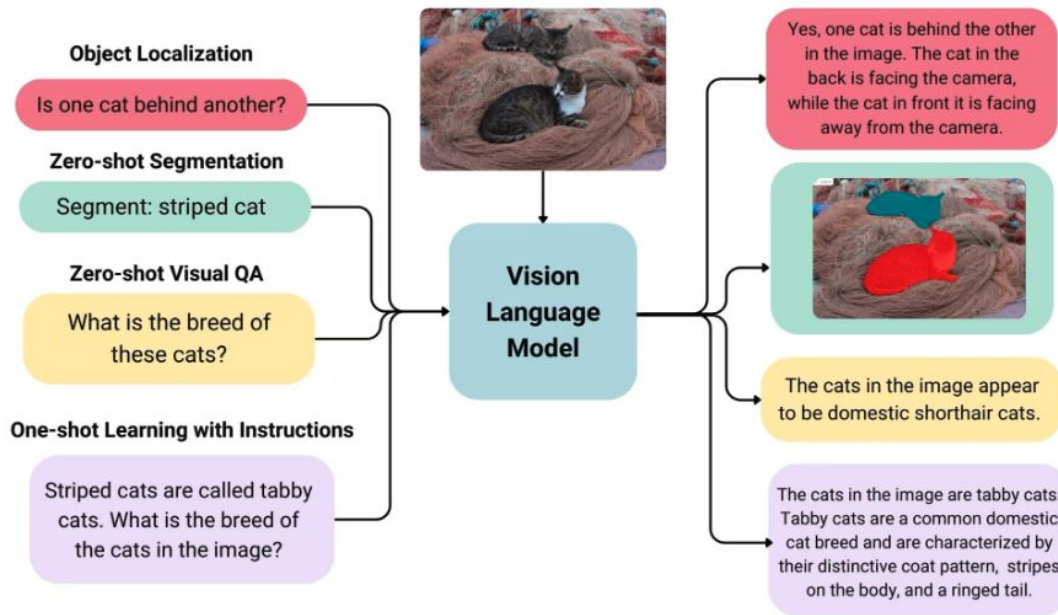 Object Localization
Is one cat behind another?
Zero-shot Segmentation
Segment: striped cat
Zero-shot Visual QA
What is the breed of
these cats?
One-shot Learning with Instructions
Striped cats are called tabby
cats. What is the breed of
the cats in the image?
Vision
Language
Model
Yes, one cat is behind the other
in the image. The cat in the
back is facing the camera,
while the cat in front it is facing
away from the camera.
The cats in the image appear
to be domestic shorthair cats.
The cats in the image are tabby cats.
Tabby cats are a common domestic
cat breed and are characterized by
their distinctive coat pattern, stripes
on the body, and a ringed tail.